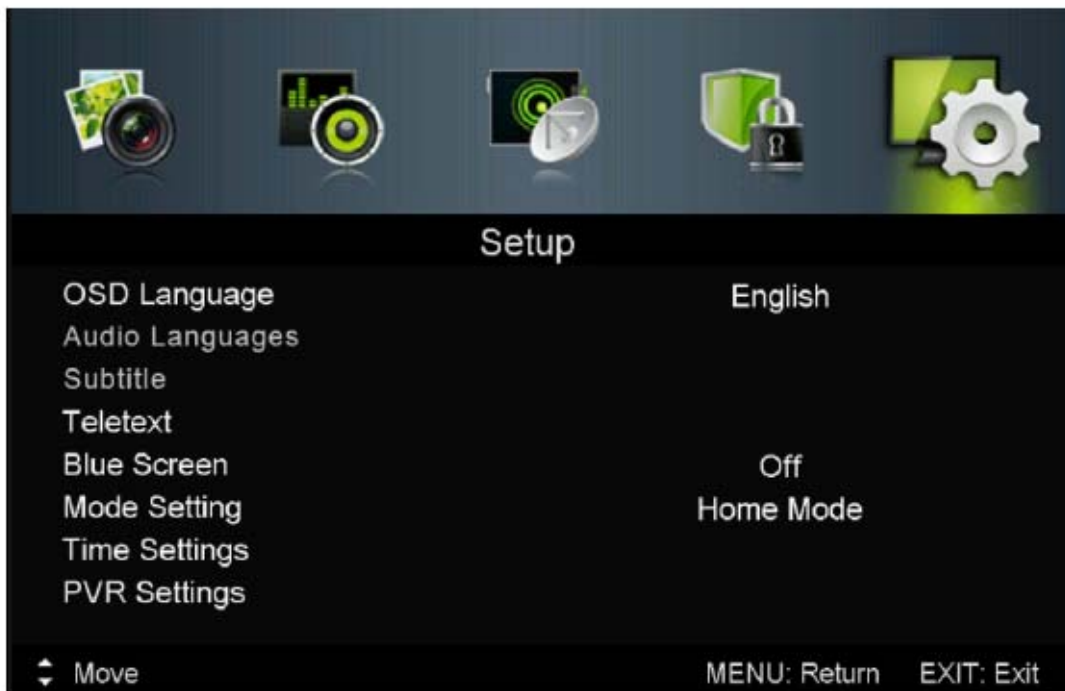 Setup
OSD Language English
Audio Languages
Subtitle
Teletext
Blue Screen Off
Mode Setting Home Mode
Time Settings
PVR Settings
Move MENU: Return EXIT: Exit